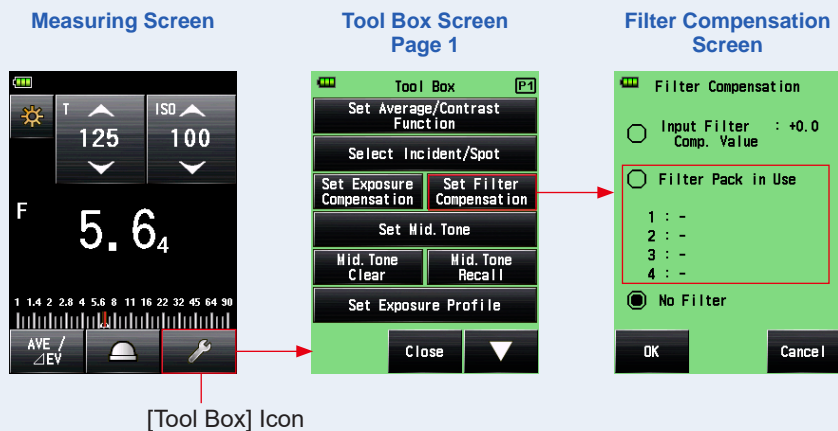 Measuring Screen
T
125
ISO
100
F
5.6 4
1 1.4 2 2.8 4 5.6 8 11 16 22 32 45 64 90
AVE /
⊿EV
[Tool Box] Icon
Tool Box Screen
Page 1
Tool Box P1
Set Average/Contrast
Function
Select Incident/Spot
Set Exposure
Compensation
Set Filter
Compensation
Set Mid. Tone
Mid. Tone
Clear
Mid. Tone
Recall
Set Exposure Profile
Close
Filter Compensation
Screen
Filter Compensation
Input Filter : +0.0
Comp. Value
Filter Pack in Use
1 : -
2 : -
3 : -
4 : -
No Filter
OK
Cancel